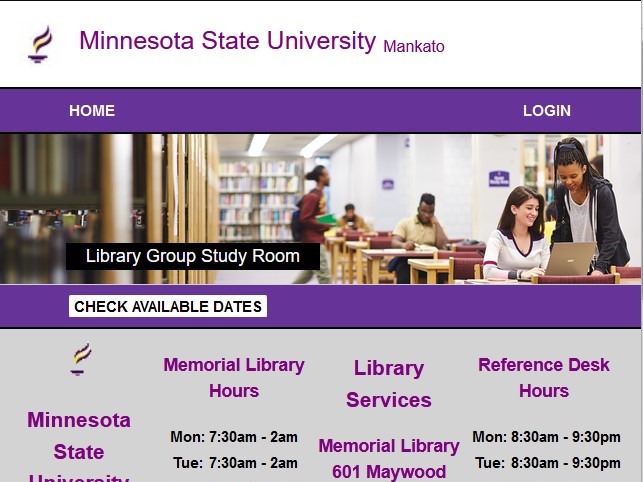 Minnesota State University Mankato
HOME
LOGIN
Library Group Study Room
CHECK AVAILABLE DATES
Minnesota
State
University
Memorial Library
Hours
Mon: 7:30am - 2am
Tue: 7:30am - 2am
Library
Services
Memorial Library
601 Maywood
Reference Desk
Hours
Mon: 8:30am - 9:30pm
Tue: 8:30am - 9:30pm